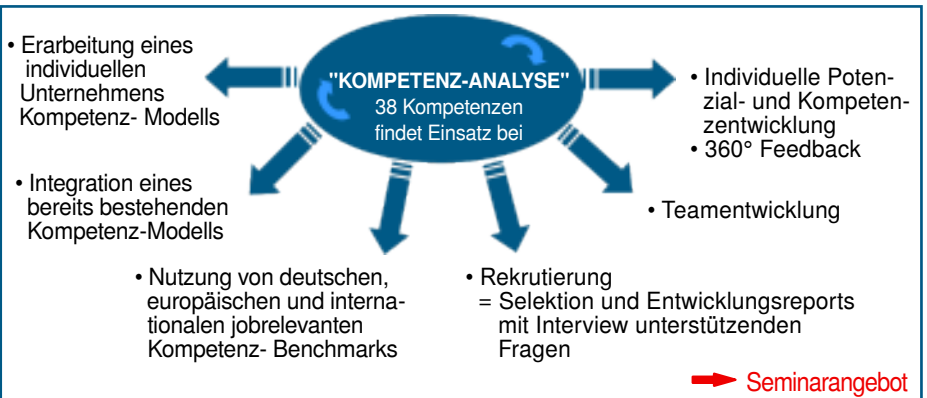 "KOMPETENZ-ANALYSE"
38 Kompetenzen
findet Einsatz bei
• Erarbeitung eines
individuellen
Unternehmens
Kompetenz- Modells
• Integration eines
bereits bestehenden
Kompetenz-Modells
• Nutzung von deutschen,
europäischen und interna-
tionalen jobrelevanten
Kompetenz- Benchmarks
• Rekrutierung
= Selektion und Entwicklungsreports
mit Interview unterstützenden
Fragen
• Teamentwicklung
• Individuelle Poten-
zial- und Kompeten-
zentwicklung
• 360° Feedback
Seminarangebot